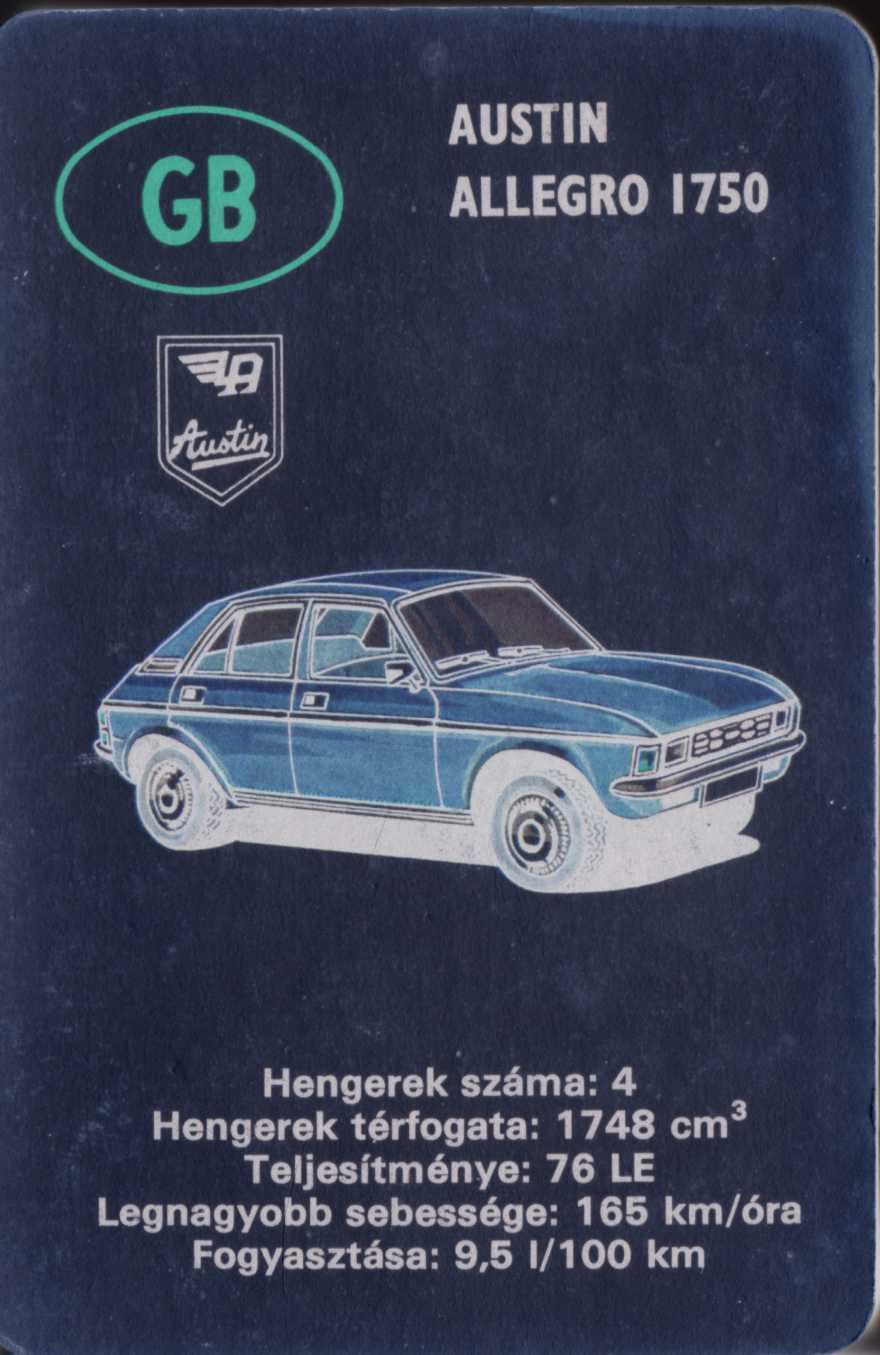 GB
AUSTIN
ALLEGRO 1750
Austin
Hengerek száma: 4
Hengerek térfogata: 1748 cm³
Teljesítménye: 76 LE
Legnagyobb sebessége: 165 km/óra
Fogyasztása: 9,5 l/100 km